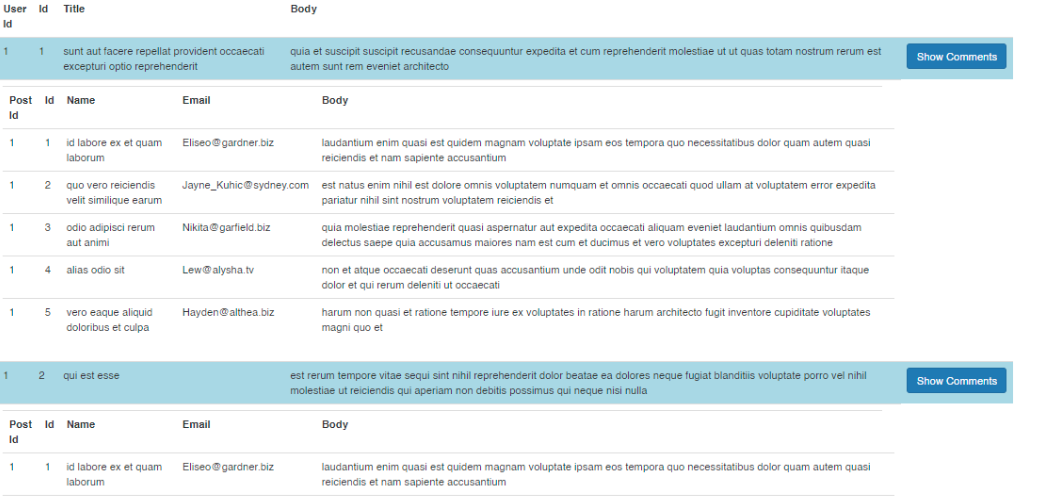 User Id Title Body
Id
1 1 sunt aut facere repellat provident occaecati quia et suscipit suscipit recusandae consequuntur expedita et cum reprehenderit molestiae ut ut quas totam nostrum rerum est Show Comments
excepturi optio reprehenderit autem sunt rem eveniet architecto
Post Id Name Email Body
Id
1 1 id labore ex et quam Eliseo@gardner.biz laudantium enim quasi est quidem magnam voluptate ipsam eos tempora quo necessitatibus dolor quam autem quasi
laborum reiciendis et nam sapiente accusantium
1 2 quo vero reiciendis Jayne_Kuhic@sydney.com est natus enim nihil est dolore omnis voluptatem numquam et omnis occaecati quod ullam at voluptatem error expedita
velit similique earum pariatur nihil sint nostrum voluptatem reiciendis et
1 3 odio adipisci rerum Nikita@garfield.biz quia molestiae reprehenderit quasi aspernatur aut expedita occaecati aliquam eveniet laudantium omnis quibusdam
aut animi delectus saepe quia accusamus maiores nam est cum et ducimus et vero voluptates excepturi deleniti ratione
1 4 alias odio sit Lew@alysha.tv non et atque occaecati deserunt quas accusantium unde odit nobis qui voluptatem quia voluptas consequuntur itaque
dolor et qui rerum deleniti ut occaecati
1 5 vero eaque aliquid Hayden@althea.biz harum non quasi et ratione tempore iure ex voluptates in ratione harum architecto fugit inventore cupiditate voluptates
doloribus et culpa magni quo et
1 2 qui est esse est rerum tempore vitae sequi sint nihil reprehenderit dolor beatae ea dolores neque fugiat blanditiis voluptate porro vel nihil Show Comments
molestiae ut reiciendis qui aperiam non debitis possimus qui neque nisi nulla
Post Id Name Email Body
Id
1 1 id labore ex et quam Eliseo@gardner.biz laudantium enim quasi est quidem magnam voluptate ipsam eos tempora quo necessitatibus dolor quam autem quasi
laborum reiciendis et nam sapiente accusantium